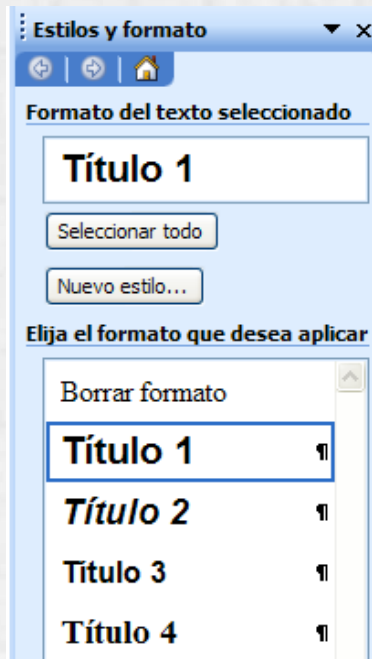 Estilos y formato
Formato del texto seleccionado
Título 1
Seleccionar todo
Nuevo estilo...
Elija el formato que desea aplicar
Borrar formato
Título 1 ¶
Título 2 ¶
Título 3 ¶
Título 4 ¶